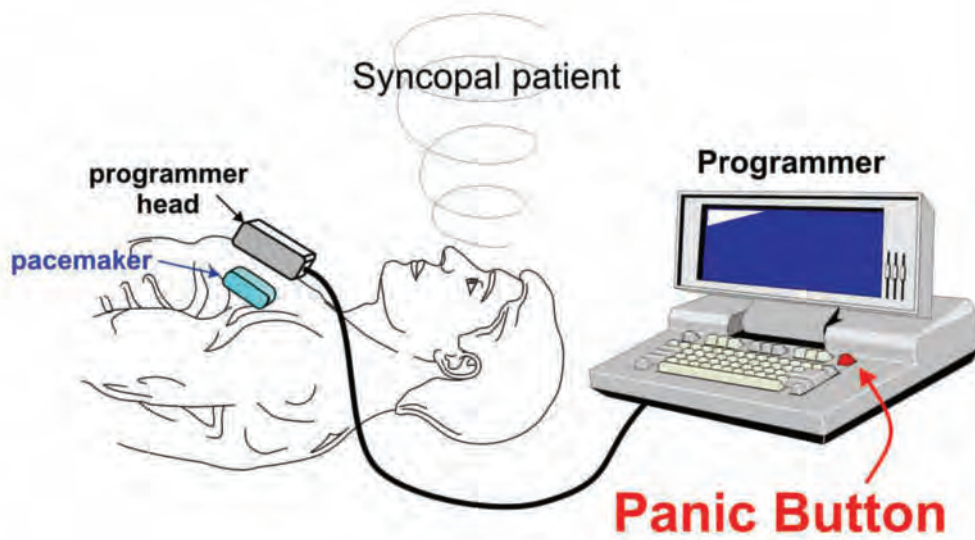 Syncopal patient
programmer
head
pacemaker
Programmer
Panic Button